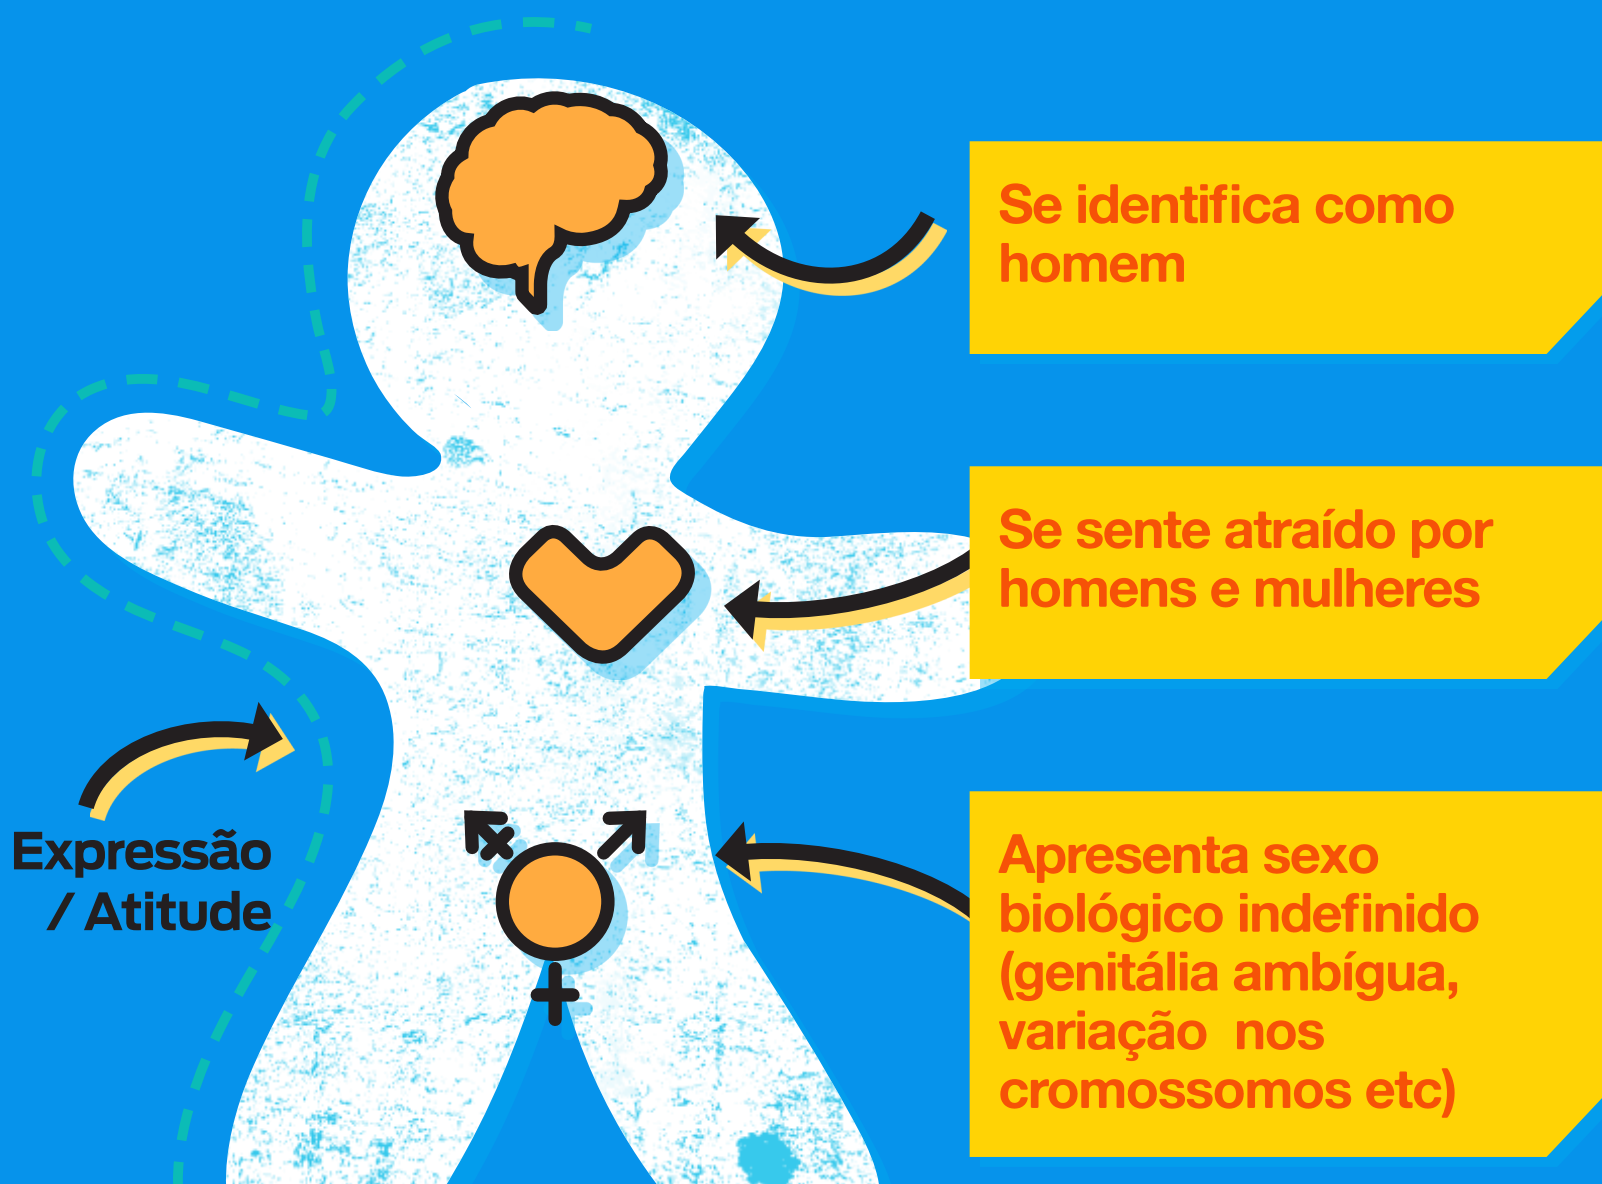 Se identifica como
homem
Se sente atraído por
homens e mulheres
Expressão
/ Atitude
Apresenta sexo
biológico indefinido
(genitália ambígua,
variação nos
cromossomos etc)